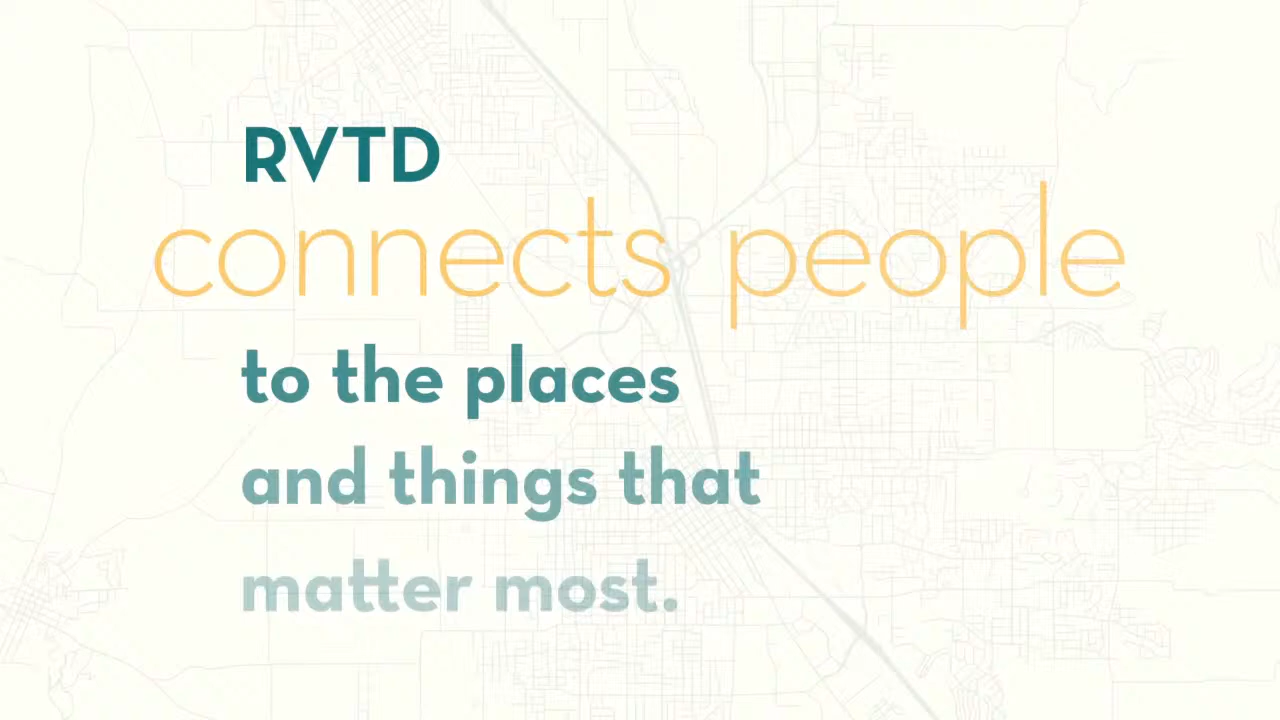 RVTD
connects people
to the places
and things that
matter most.